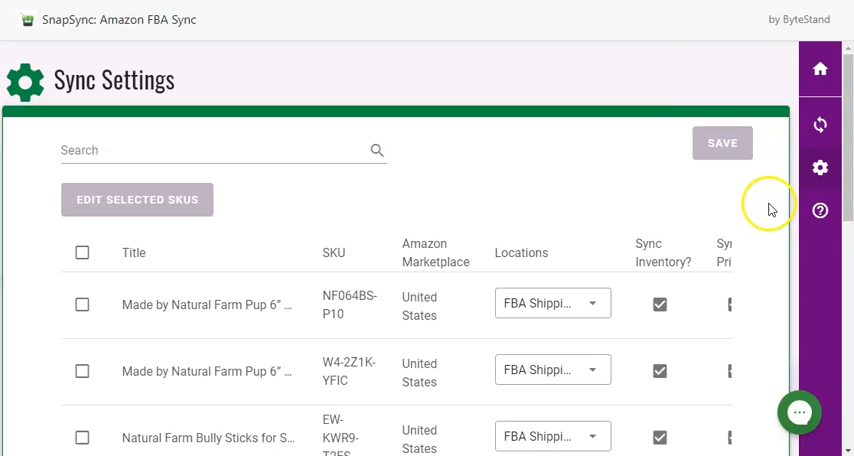 SnapSync: Amazon FBA Sync
by ByteStand
Sync Settings
Search
SAVE
EDIT SELECTED SKUS
Title
SKU
Amazon
Marketplace
Locations
Sync
Inventory?
Made by Natural Farm Pup 6” ...
NF064BS-
P10
United
States
FBA Shippi...
Made by Natural Farm Pup 6” ...
W4-2Z1K-
YFIC
United
States
FBA Shippi...
Natural Farm Bully Sticks for S...
EW-
KWR9-
United
States
FBA Shippi...